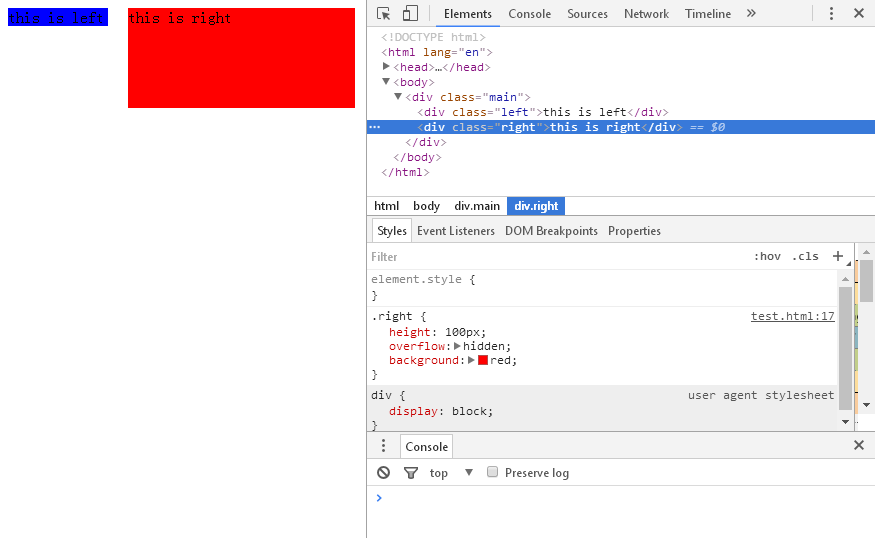 this is left
this is right
Elements Console Sources Network Timeline »
<!DOCTYPE html>
<html lang="en">
<head>…</head>
<body>
<div class="main">
<div class="left">this is left</div>
<div class="right">this is right</div> == $0
</div>
</body>
</html>
html body div.main div.right
Styles Event Listeners DOM Breakpoints Properties
Filter :hov .cls +
element.style {
}
.right { test.html:17
height: 100px;
overflow: hidden;
background: red;
}
div { user agent stylesheet
display: block;
}
Console
top Preserve log
>